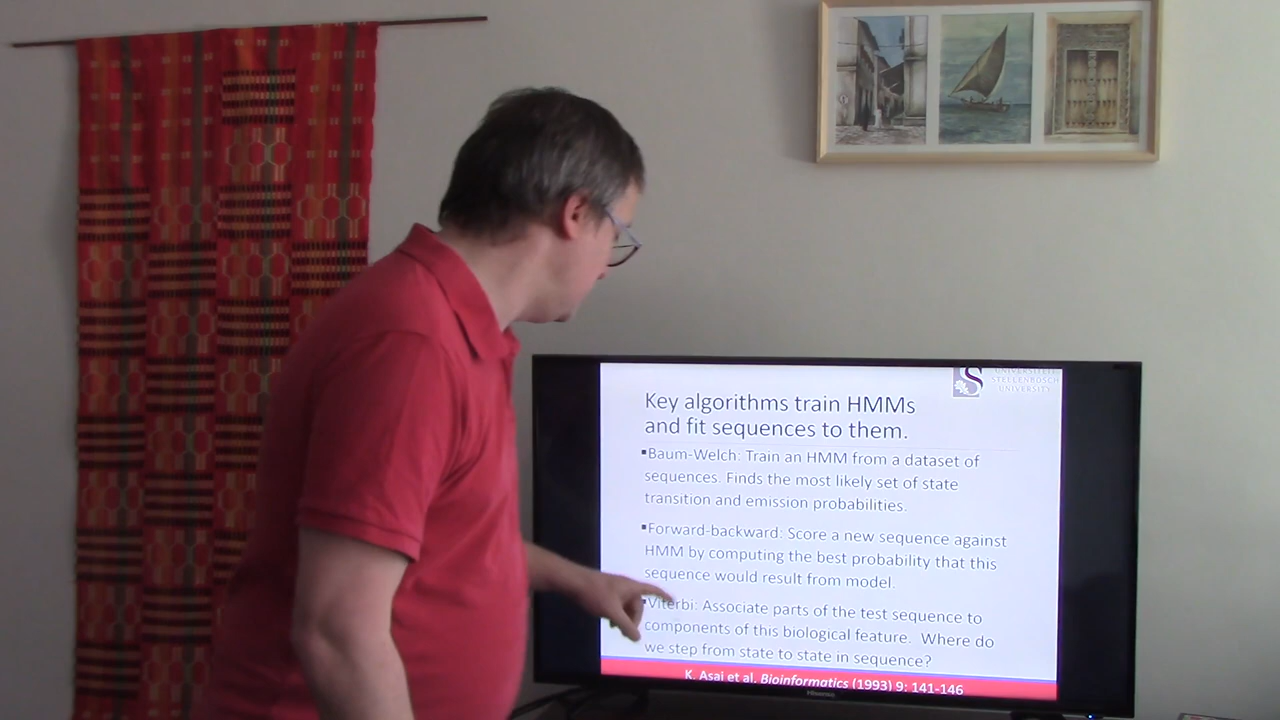 UNIVERSITEIT
STELLENBOSCH
UNIVERSITY
Key algorithms train HMMs
and fit sequences to them.
▪Baum-Welch: Train an HMM from a dataset of
sequences. Finds the most likely set of state
transition and emission probabilities.
▪Forward-backward: Score a new sequence against
HMM by computing the best probability that this
sequence would result from model.
▪Viterbi: Associate parts of the test sequence to
components of this biological feature. Where do
we step from state to state in sequence?
K. Asai et al. Bioinformatics (1993) 9: 141-146
Hisense